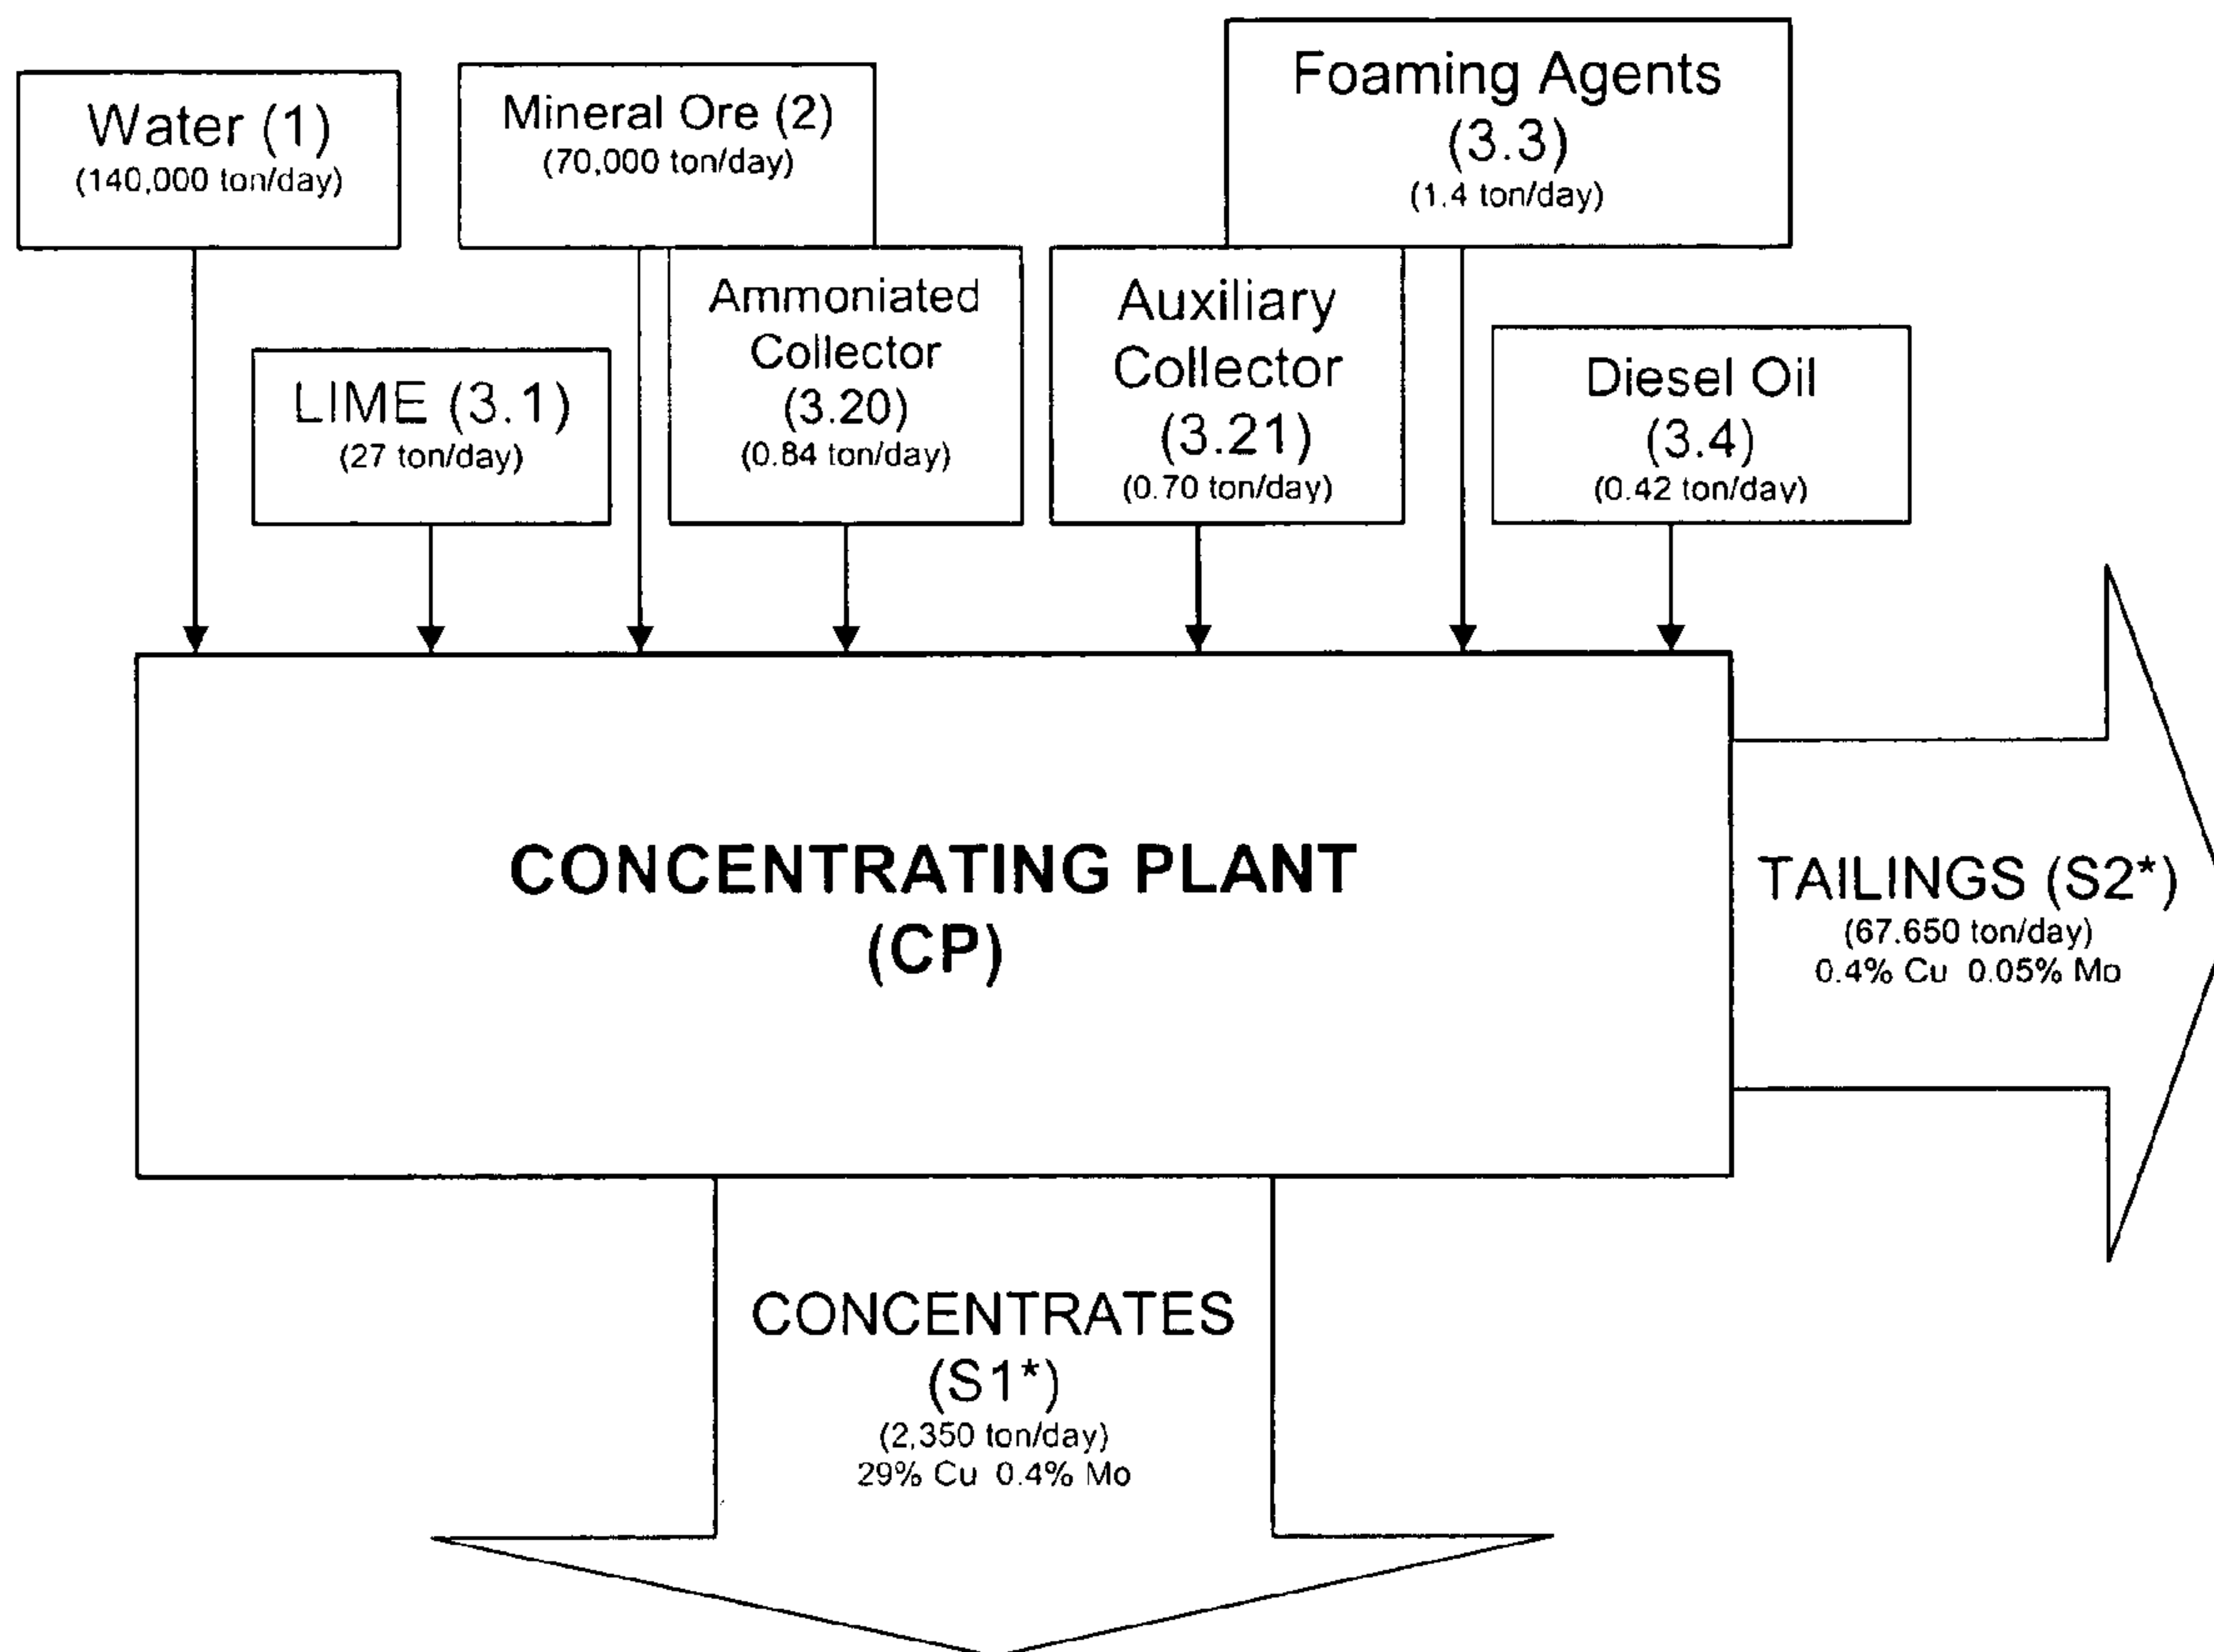 Water (1)
(140,000 ton/day)
Mineral Ore (2)
(70,000 ton/day)
Foaming Agents
(3.3)
(1.4 ton/day)
LIME (3.1)
(27 ton/day)
Ammoniated
Collector
(3.20)
(0.84 ton/day)
Auxiliary
Collector
(3.21)
(0.70 ton/day)
Diesel Oil
(3.4)
(0.42 ton/day)
CONCENTRATING PLANT
(CP)
TAILINGS (S2*)
(67.650 ton/day)
0.4% Cu 0.05% Mo
CONCENTRATES
(S1*)
(2,350 ton/day)
29% Cu 0.4% Mo